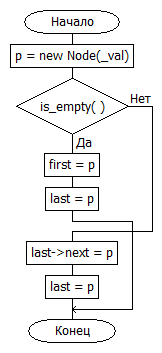 Начало
p = new Node(_val)
is_empty( )
Нет
Да
first = p
last = p
last->next = p
last = p
Конец